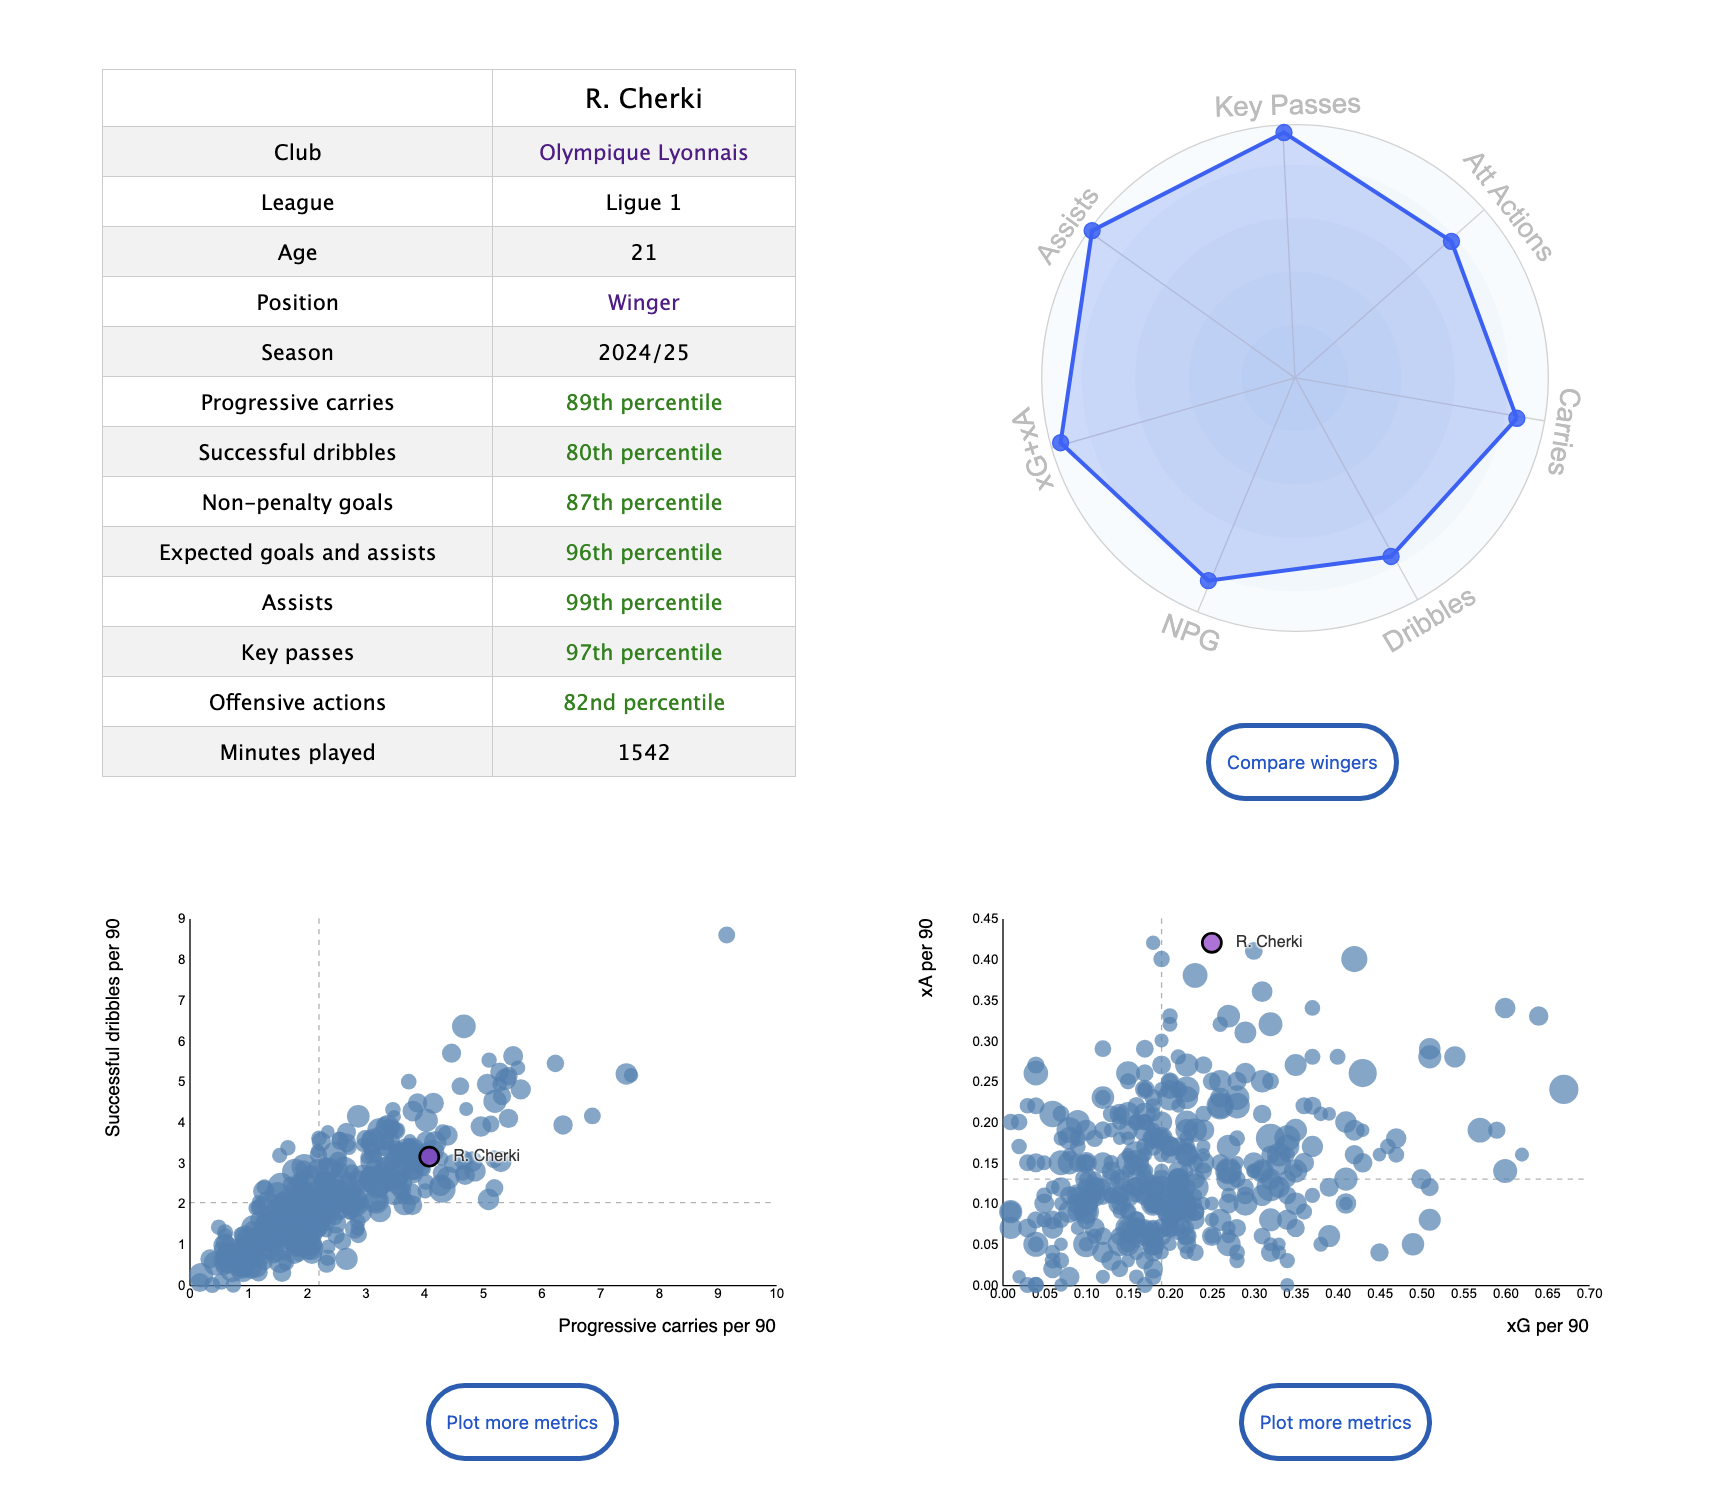 R. Cherki
Club Olympique Lyonnais
League Ligue 1
Age 21
Position Winger
Season 2024/25
Progressive carries 89th percentile
Successful dribbles 80th percentile
Non-penalty goals 87th percentile
Expected goals and assists 96th percentile
Assists 99th percentile
Key passes 97th percentile
Offensive actions 82nd percentile
Minutes played 1542
Key Passes
Att Actions
Carries
Dribbles
NPG
xG+xA
Assists
Compare wingers
Successful dribbles per 90
9
8
7
6
5
4
3
2
1
0
R. Cherki
0 1 2 3 4 5 6 7 8 9 10
Progressive carries per 90
Plot more metrics
xA per 90
0.45
0.40
0.35
0.30
0.25
0.20
0.15
0.10
0.05
0.00
R. Cherki
0.00 0.05 0.10 0.15 0.20 0.25 0.30 0.35 0.40 0.45 0.50 0.55 0.60 0.65 0.70
xG per 90
Plot more metrics